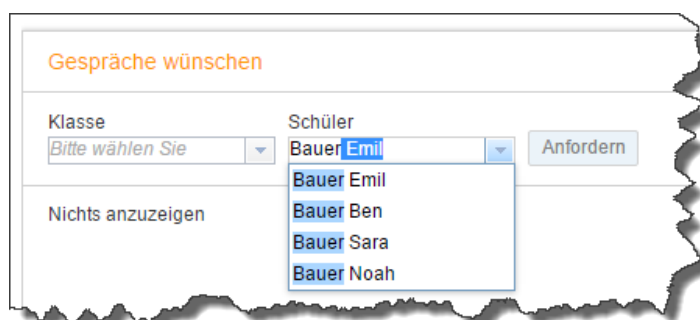 Gespräche wünschen
Klasse
Schüler
Bitte wählen Sie
Bauer Emil
Anfordern
Bauer Emil
Bauer Ben
Bauer Sara
Bauer Noah
Nichts anzuzeigen